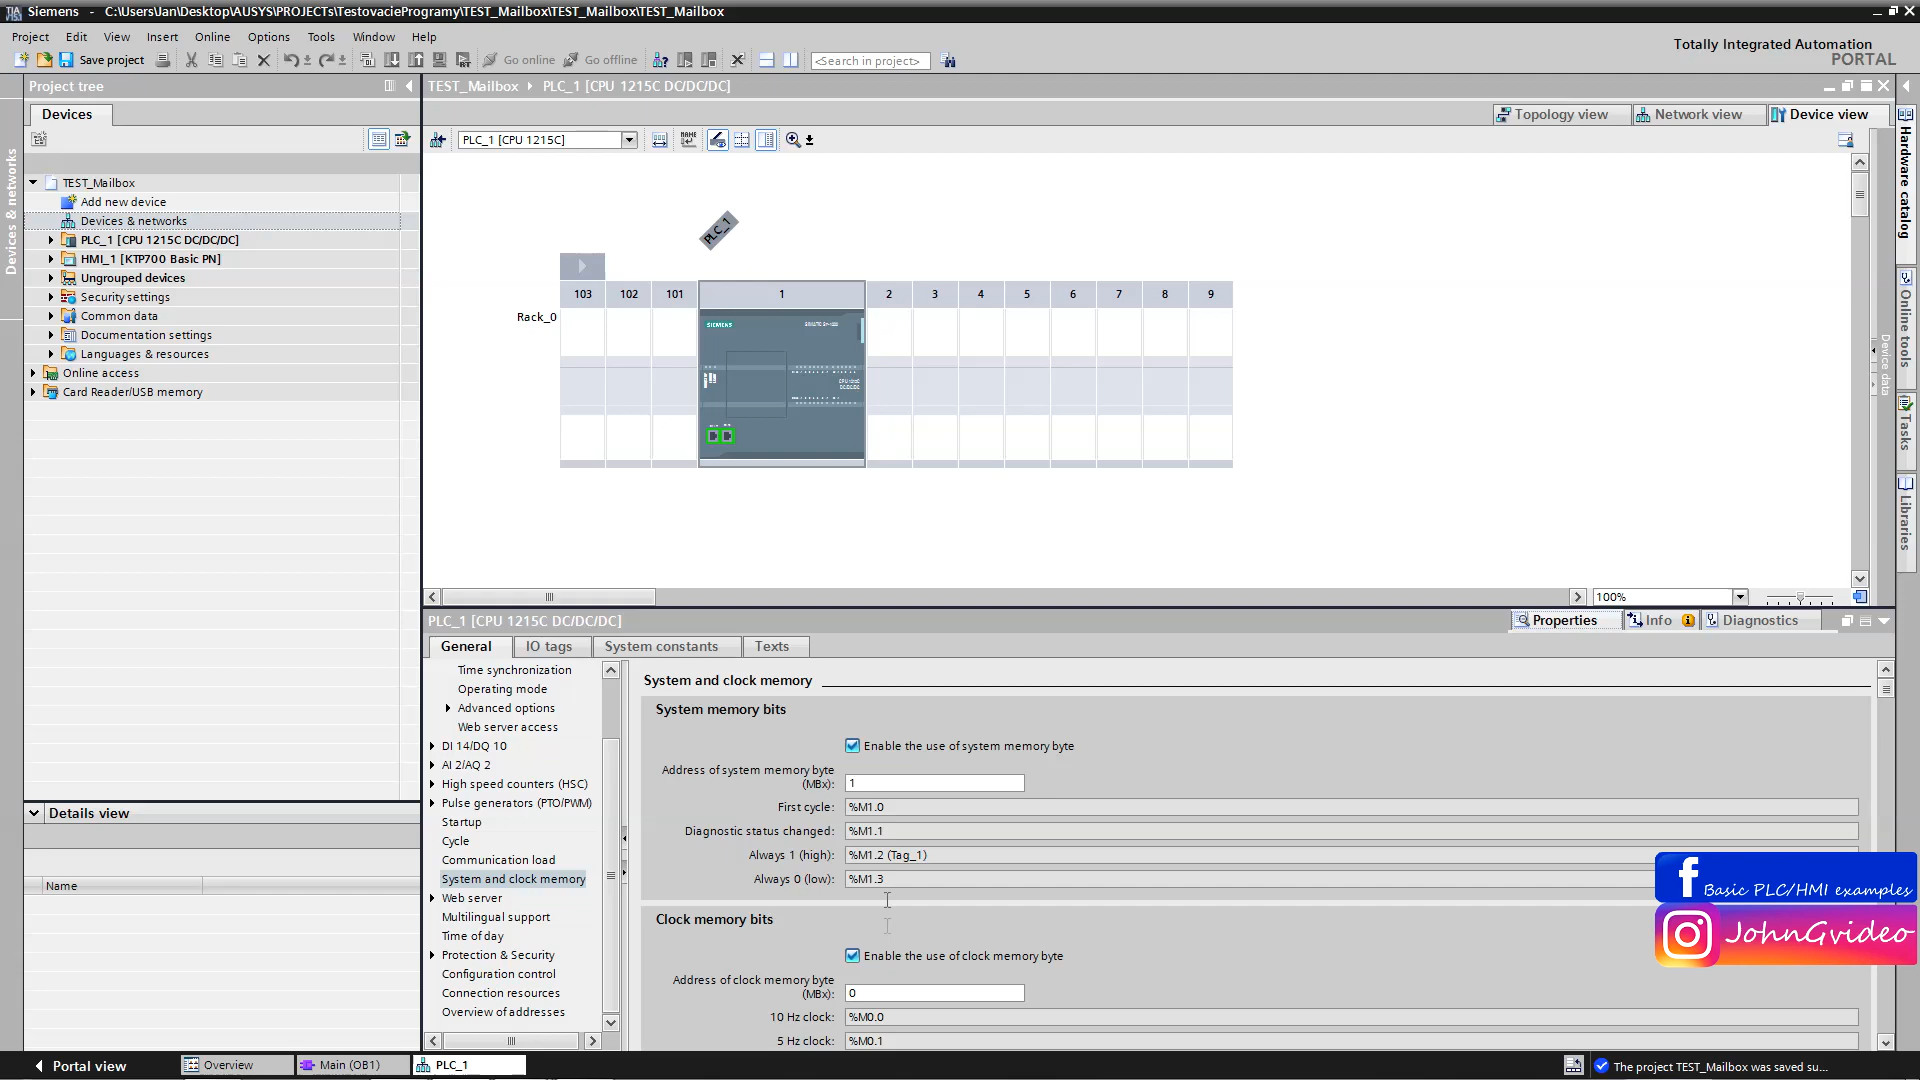 Siemens - C:\Users\Jan\Desktop\AUSYS\PROJECTs\TestovacieProgramy\TEST_Mailbox\TEST_Mailbox\TEST_Mailbox
Project Edit View Insert Online Options Tools Window Help
Totally Integrated Automation
PORTAL
Save project
Go online
Go offline
<Search in project>
Project tree
TEST_Mailbox PLC_1 [CPU 1215C DC/DC/DC]
Devices
Topology view
Network view
Device view
PLC_1 [CPU 1215C]
Devices & networks
TEST_Mailbox
Add new device
Devices & networks
PLC_1 [CPU 1215C DC/DC/DC]
HMI_1 [KTP700 Basic PN]
Ungrouped devices
Security settings
Common data
Documentation settings
Languages & resources
Online access
Card Reader/USB memory
PLC_1
103 102 101 1 2 3 4 5 6 7 8 9
Rack_0
SIEMENS
CPU 1215C
DC/DC/DC
Device data
Hardware catalog
Online tools
Tasks
Libraries
100%
PLC_1 [CPU 1215C DC/DC/DC]
Properties
Info
Diagnostics
General
IO tags
System constants
Texts
Time synchronization
Operating mode
Advanced options
Web server access
DI 14/DQ 10
AI 2/AQ 2
High speed counters (HSC)
Pulse generators (PTO/PWM)
Startup
Cycle
Communication load
System and clock memory
Web server
Multilingual support
Time of day
Protection & Security
Configuration control
Connection resources
Overview of addresses
System and clock memory
System memory bits
Enable the use of system memory byte
Address of system memory byte
(MBx): 1
First cycle: %M1.0
Diagnostic status changed: %M1.1
Always 1 (high): %M1.2 (Tag_1)
Always 0 (low): %M1.3
Clock memory bits
Enable the use of clock memory byte
Address of clock memory byte
(MBx): 0
10 Hz clock: %M0.0
5 Hz clock: %M0.1
Details view
Name
Basic PLC/HMI examples
JohnGvideo
Portal view
Overview
Main (OB1)
PLC_1
The project TEST_Mailbox was saved su...